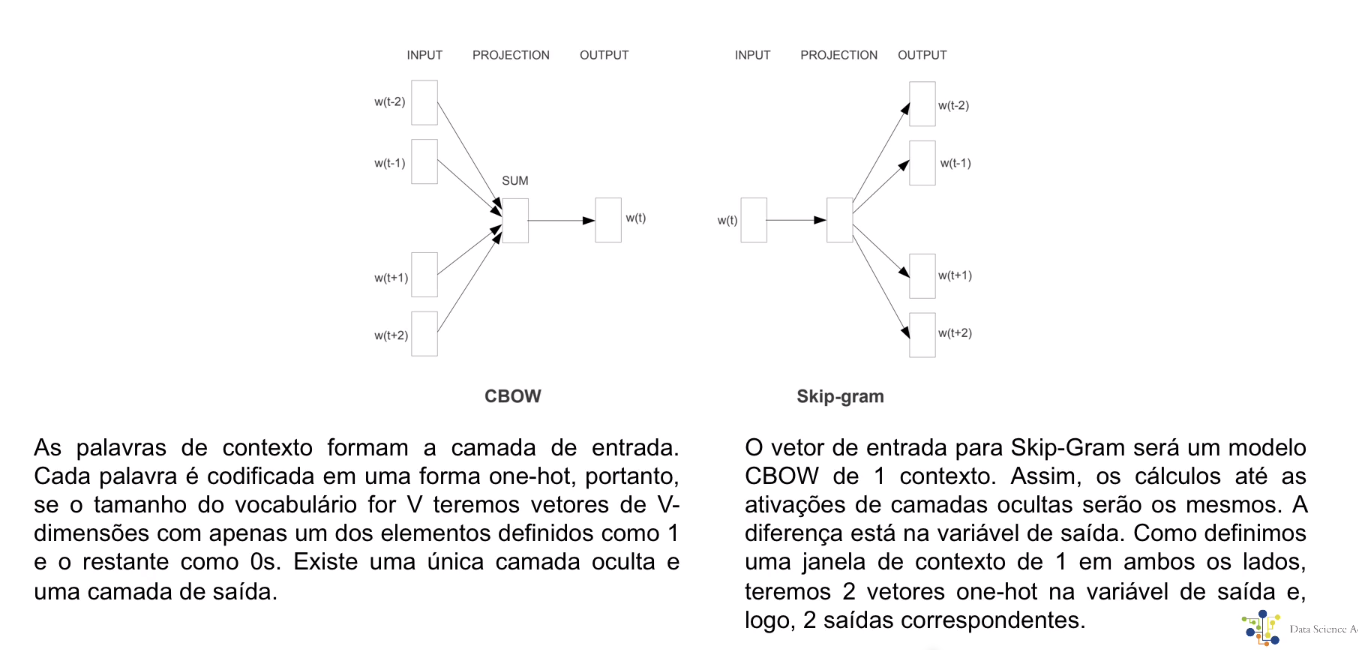 INPUT PROJECTION OUTPUT
w(t-2)
w(t-1)
SUM
w(t)
w(t+1)
w(t+2)
CBOW
INPUT PROJECTION OUTPUT
w(t-2)
w(t-1)
w(t)
w(t+1)
w(t+2)
Skip-gram
As palavras de contexto formam a camada de entrada.
Cada palavra é codificada em uma forma one-hot, portanto,
se o tamanho do vocabulário for V teremos vetores de V-
dimensões com apenas um dos elementos definidos como 1
e o restante como 0s. Existe uma única camada oculta e
uma camada de saída.
O vetor de entrada para Skip-Gram será um modelo
CBOW de 1 contexto. Assim, os cálculos até as
ativações de camadas ocultas serão os mesmos. A
diferença está na variável de saída. Como definimos
uma janela de contexto de 1 em ambos os lados,
teremos 2 vetores one-hot na variável de saída e,
logo, 2 saídas correspondentes.
Data Science